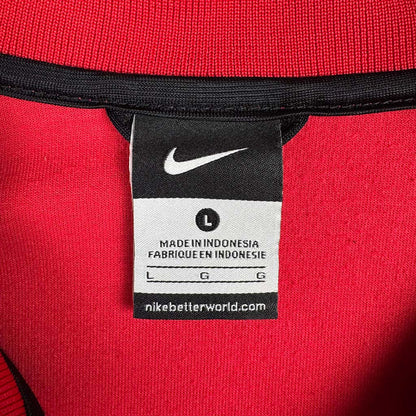 L
MADE IN INDONESIA
FABRIQUE EN INDONESIE
L G G
nikebetterworld.com